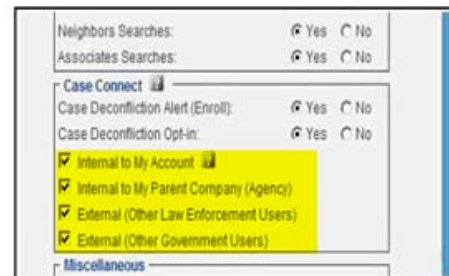 Neighbors Searches: Yes No
Associates Searches: Yes No
Case Connect
Case Deconfliction Alert (Enroll): Yes No
Case Deconfliction Opt-in: Yes No
Internal to My Account
Internal to My Parent Company (Agency)
External (Other Law Enforcement Users)
External (Other Government Users)
Miscellaneous